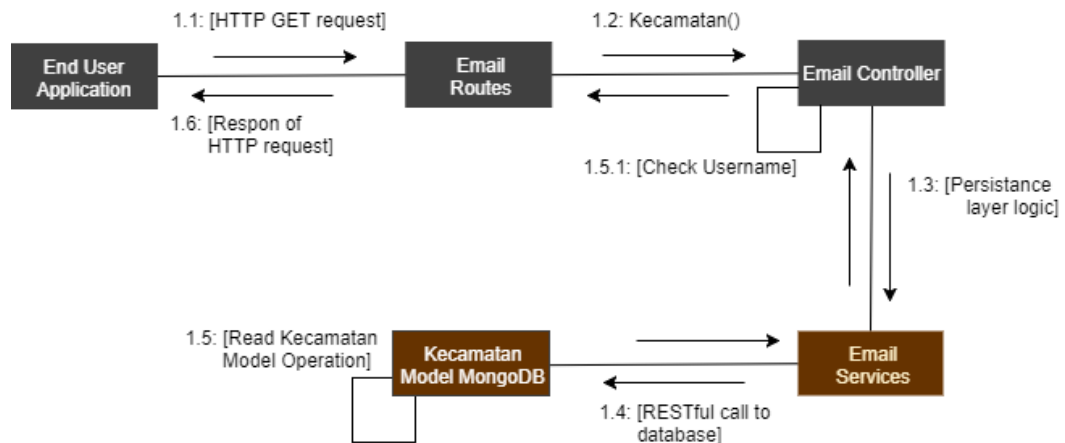 1.1: [HTTP GET request]
1.2: Kecamatan()
End User
Application
Email
Routes
Email Controller
1.6: [Respon of
HTTP request]
1.5.1: [Check Username]
1.3: [Persistance
layer logic]
1.5: [Read Kecamatan
Model Operation]
Kecamatan
Model MongoDB
Email
Services
1.4: [RESTful call to
database]